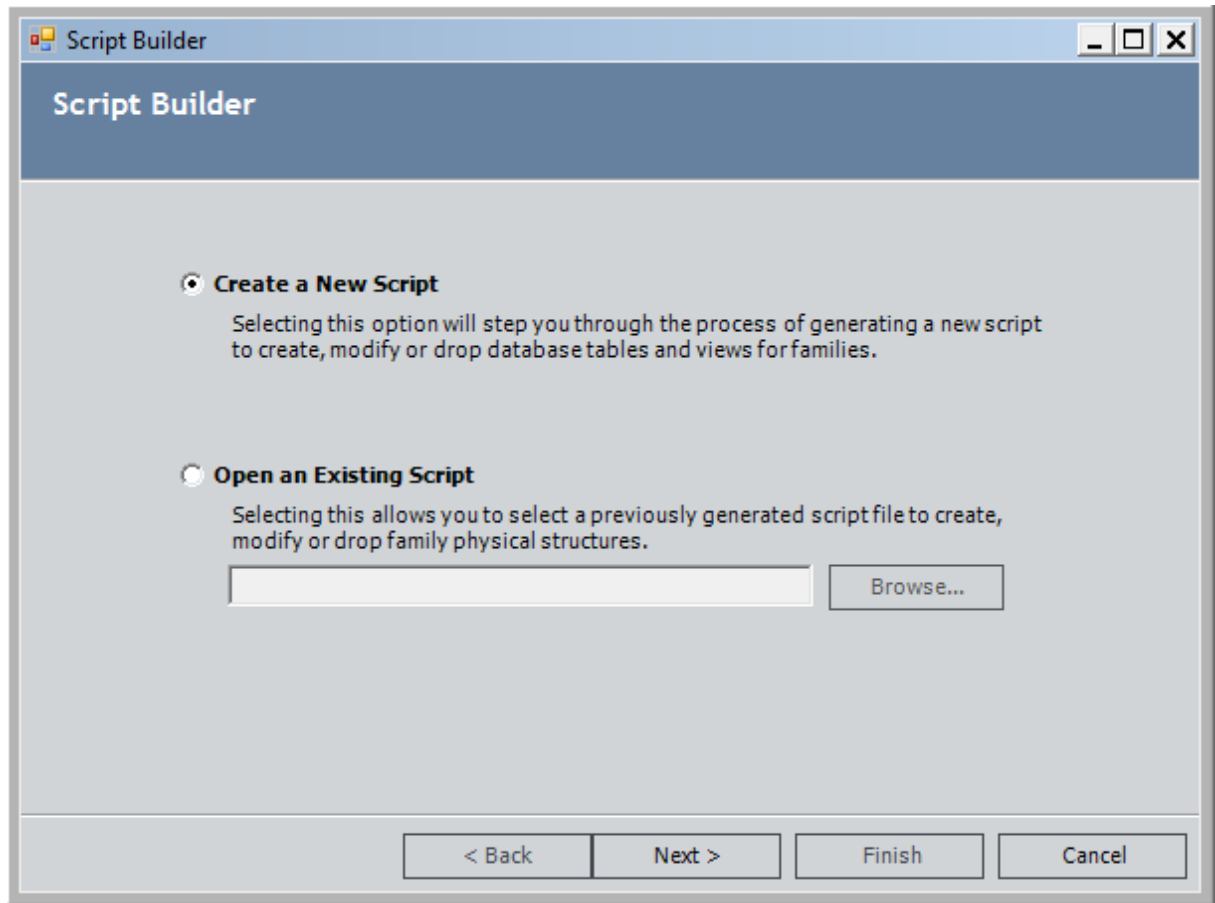 Script Builder
Script Builder
Create a New Script
Selecting this option will step you through the process of generating a new script
to create, modify or drop database tables and views for families.
Open an Existing Script
Selecting this allows you to select a previously generated script file to create,
modify or drop family physical structures.
Browse...
< Back Next > Finish Cancel